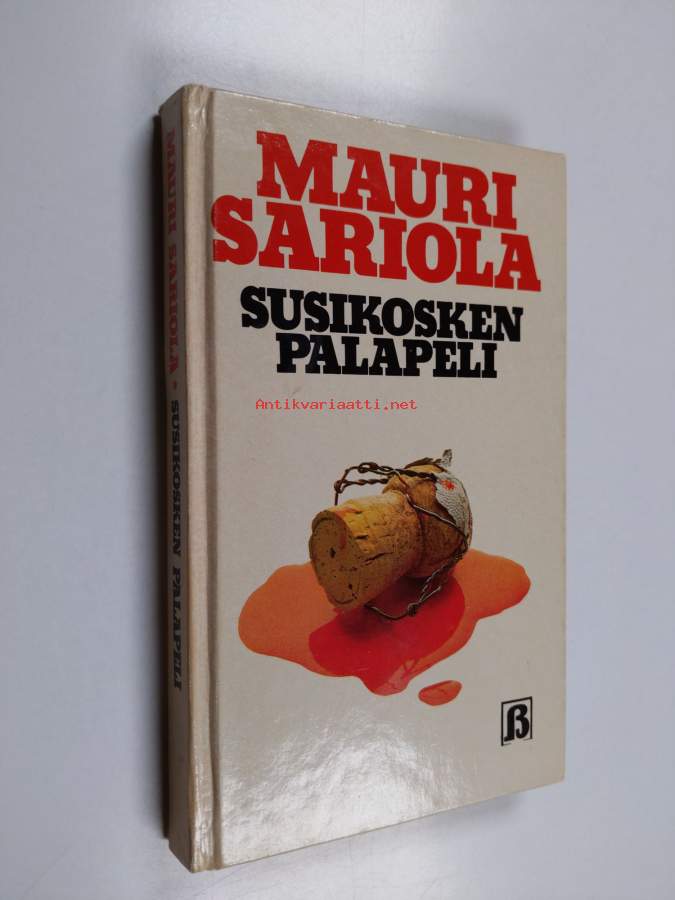 MAURI
SARIOLA
SUSIKOSKEN
PALAPELI
Antikvariaatti.net
B
MAURI SARIOLA • SUSIKOSKEN PALAPELI